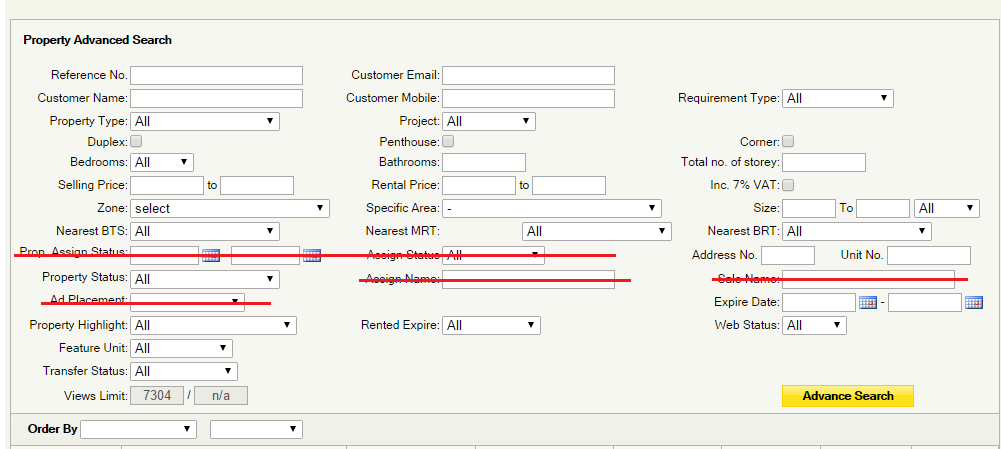 Property Advanced Search
Reference No. Customer Email:
Customer Name: Customer Mobile: Requirement Type: All
Property Type: All Project: All
Duplex: Penthouse: Corner:
Bedrooms: All Bathrooms: Total no. of storey:
Selling Price: to Rental Price: to Inc. 7% VAT:
Zone: select Specific Area: - Size: To All
Nearest BTS: All Nearest MRT: All Nearest BRT: All
Prop. Assign Status: Assign Status All Address No. Unit No.
Property Status: All Assign Name: Sale Name:
Ad Placement: Expire Date: -
Property Highlight: All Rented Expire: All Web Status: All
Feature Unit: All
Transfer Status: All
Views Limit: 7304 / n/a Advance Search
Order By